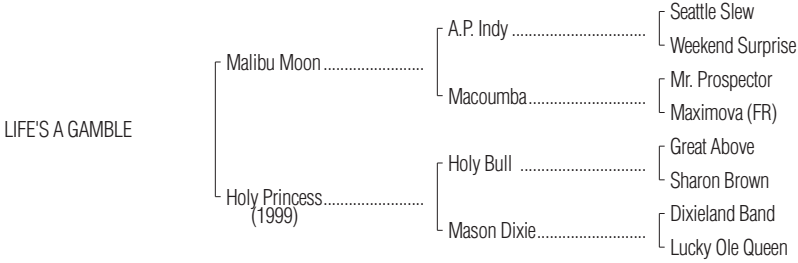 Seattle Slew
A.P. Indy ..............................
Weekend Surprise
Malibu Moon.......................
Mr. Prospector
Macoumba..........................
Maximova (FR)
LIFE'S A GAMBLE
Great Above
Holy Bull ............................
Sharon Brown
Holy Princess.......................
(1999)
Dixieland Band
Mason Dixie........................
Lucky Ole Queen